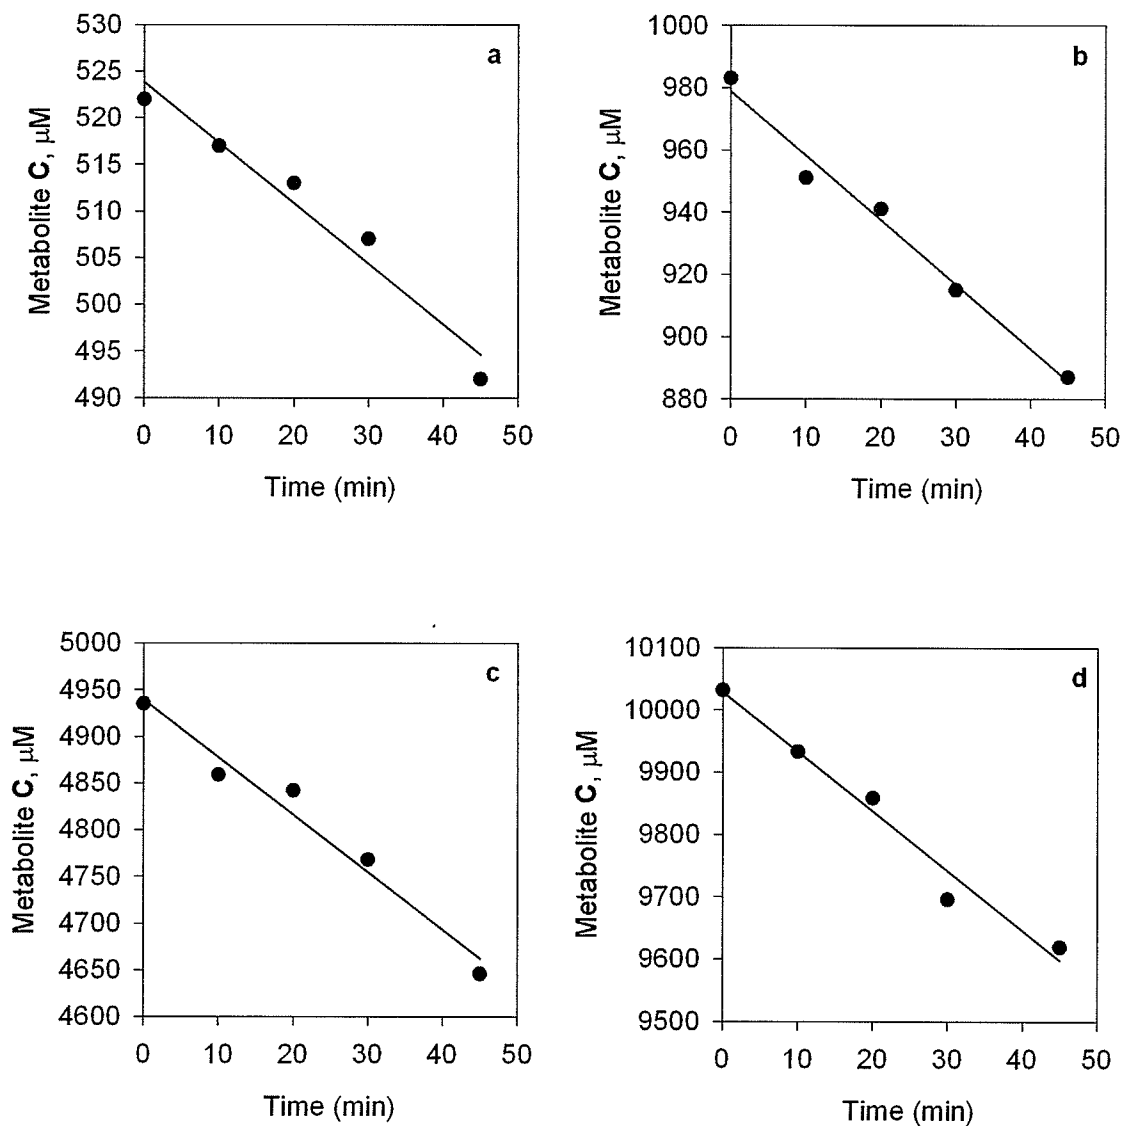 a
Metabolite C, μM
530
525
520
515
510
505
500
495
490
0 10 20 30 40 50
Time (min)
b
Metabolite C, μM
1000
980
960
940
920
900
880
0 10 20 30 40 50
Time (min)
c
Metabolite C, μM
5000
4950
4900
4850
4800
4750
4700
4650
4600
0 10 20 30 40 50
Time (min)
d
Metabolite C, μM
10100
10000
9900
9800
9700
9600
9500
0 10 20 30 40 50
Time (min)